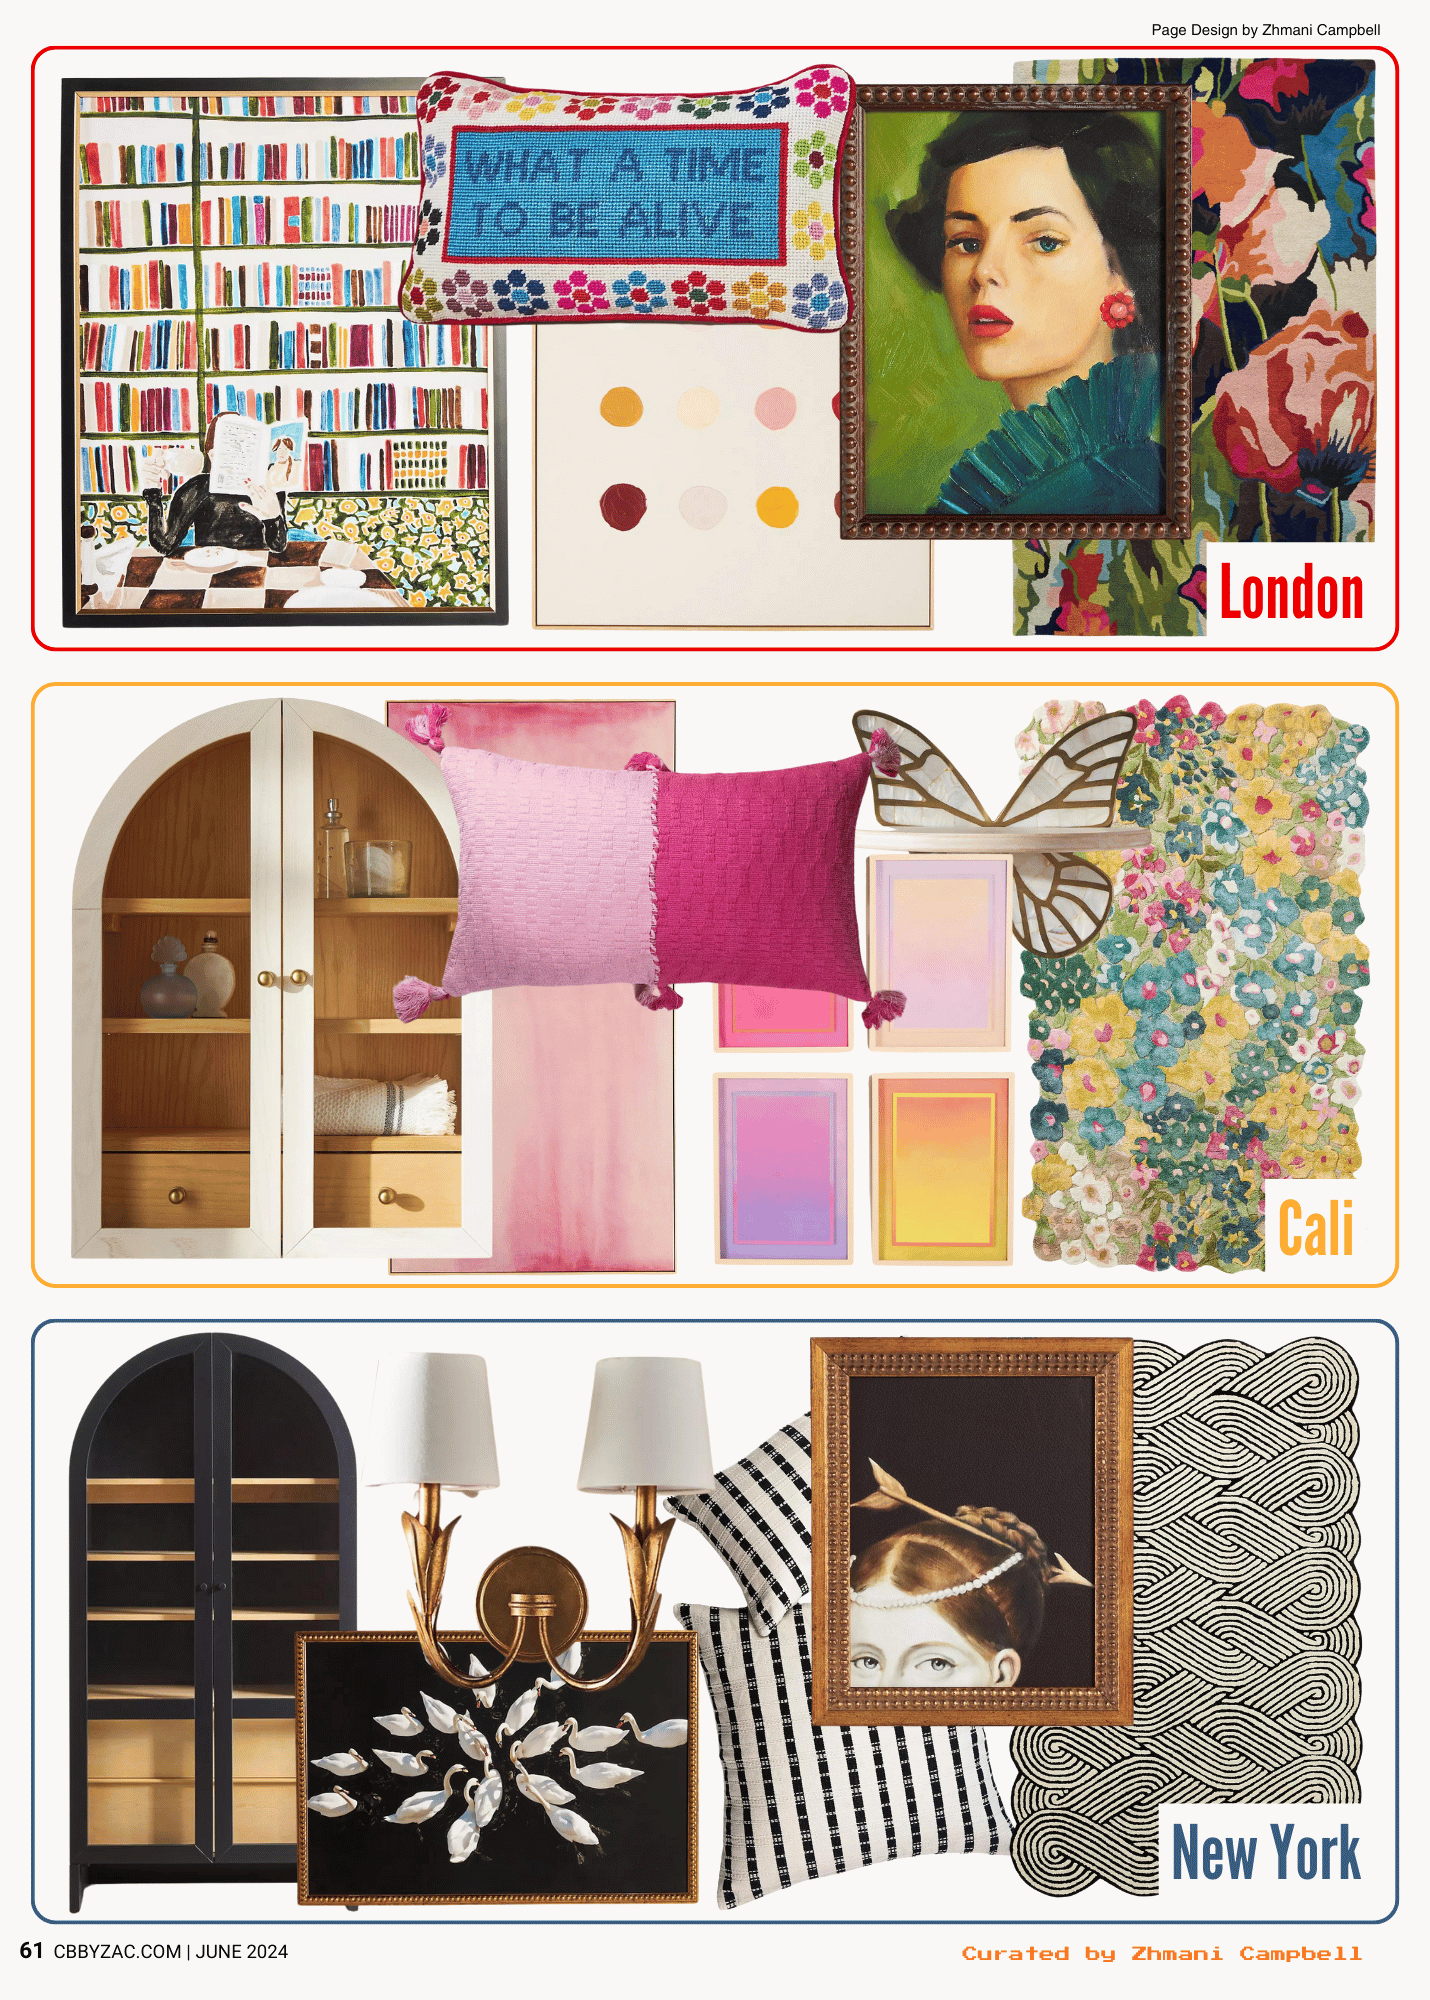 Page Design by Zhmani Campbell
WHAT A TIME
TO BE ALIVE
London
Cali
New York
61 CBBYZAC.COM | JUNE 2024
Curated by Zhmani Campbell